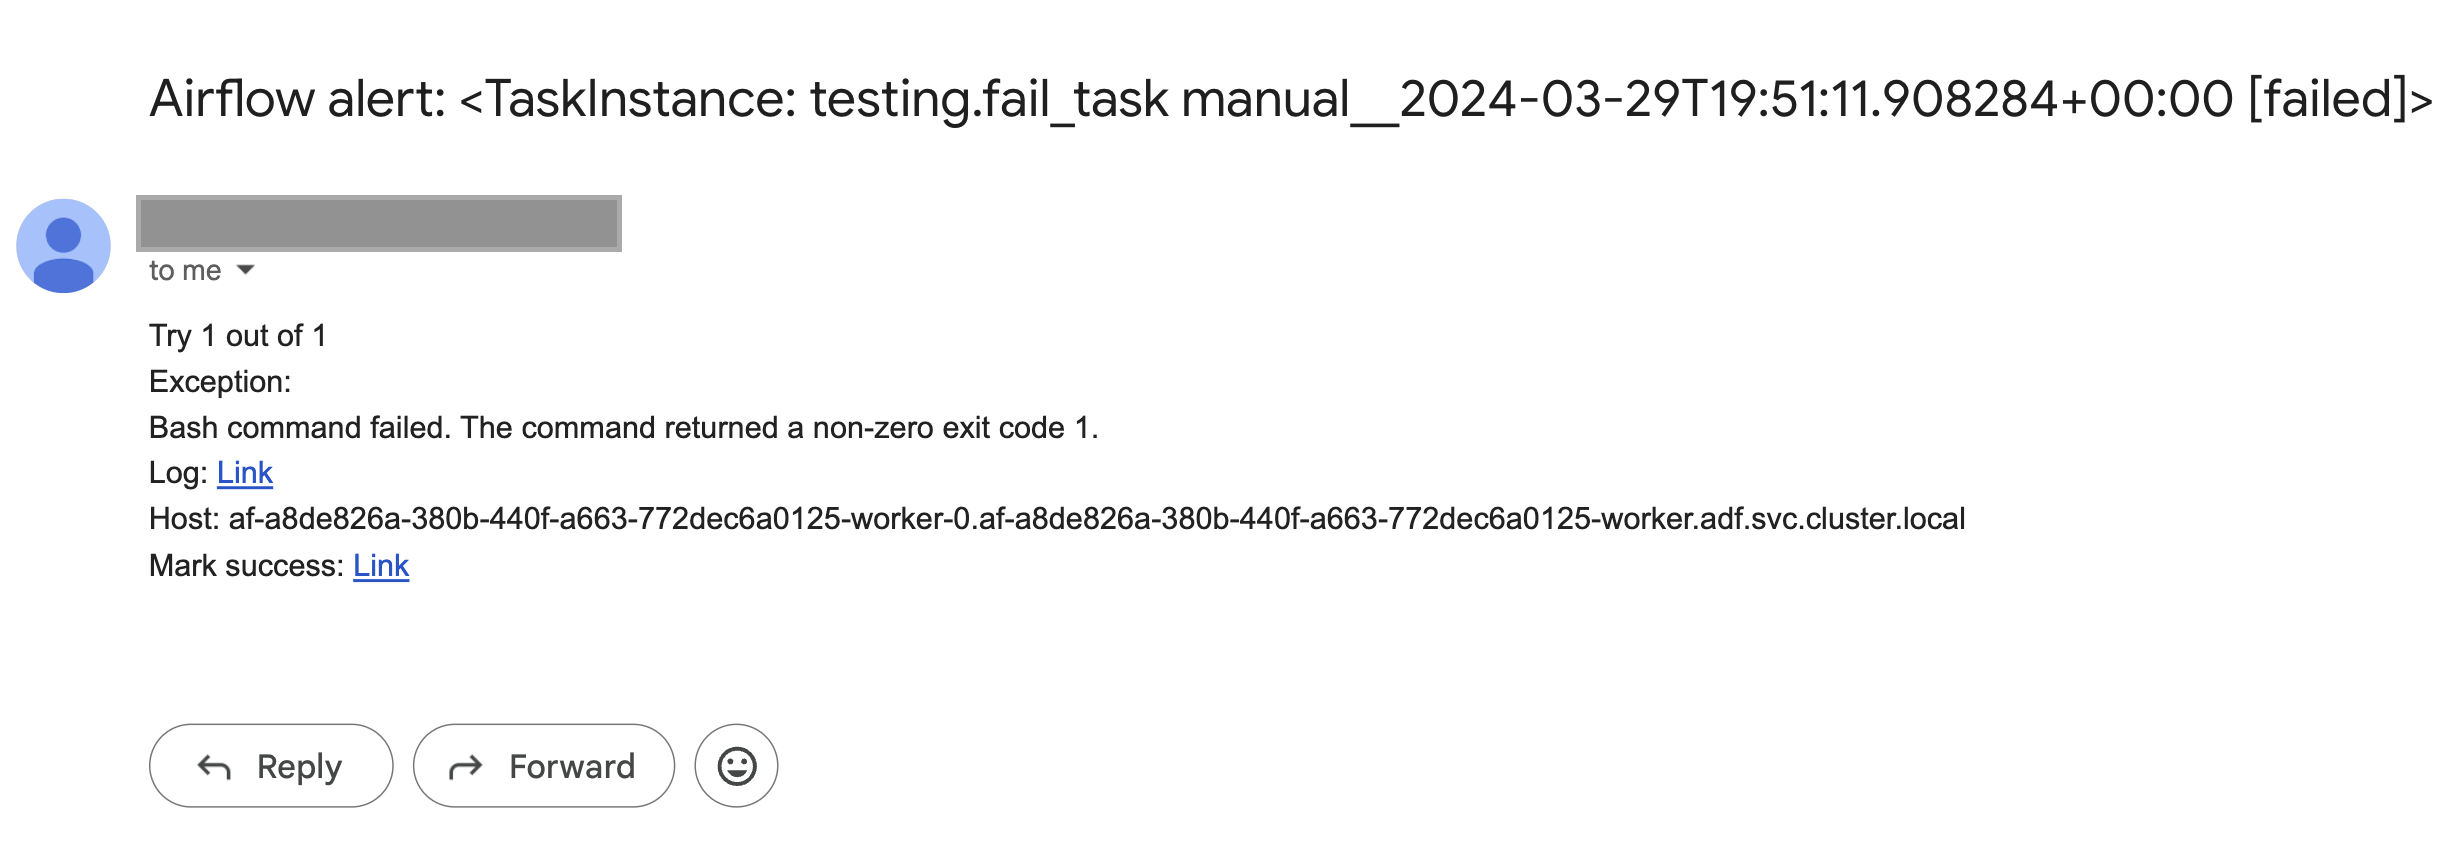 Airflow alert: <TaskInstance: testing.fail_task manual__2024-03-29T19:51:11.908284+00:00 [failed]>
to me
Try 1 out of 1
Exception:
Bash command failed. The command returned a non-zero exit code 1.
Log: Link
Host: af-a8de826a-380b-440f-a663-772dec6a0125-worker-0.af-a8de826a-380b-440f-a663-772dec6a0125-worker.adf.svc.cluster.local
Mark success: Link
Reply
Forward